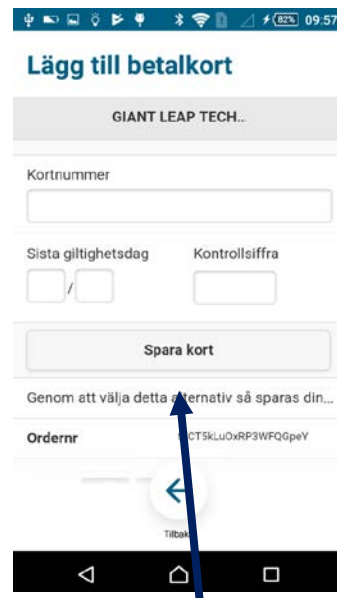 82% 09:57
Lägg till betalkort
GIANT LEAP TECH..
Kortnummer
Sista giltighetsdag Kontrollsiffra
/
Spara kort
Genom att välja detta alternativ så sparas din...
Ordernr